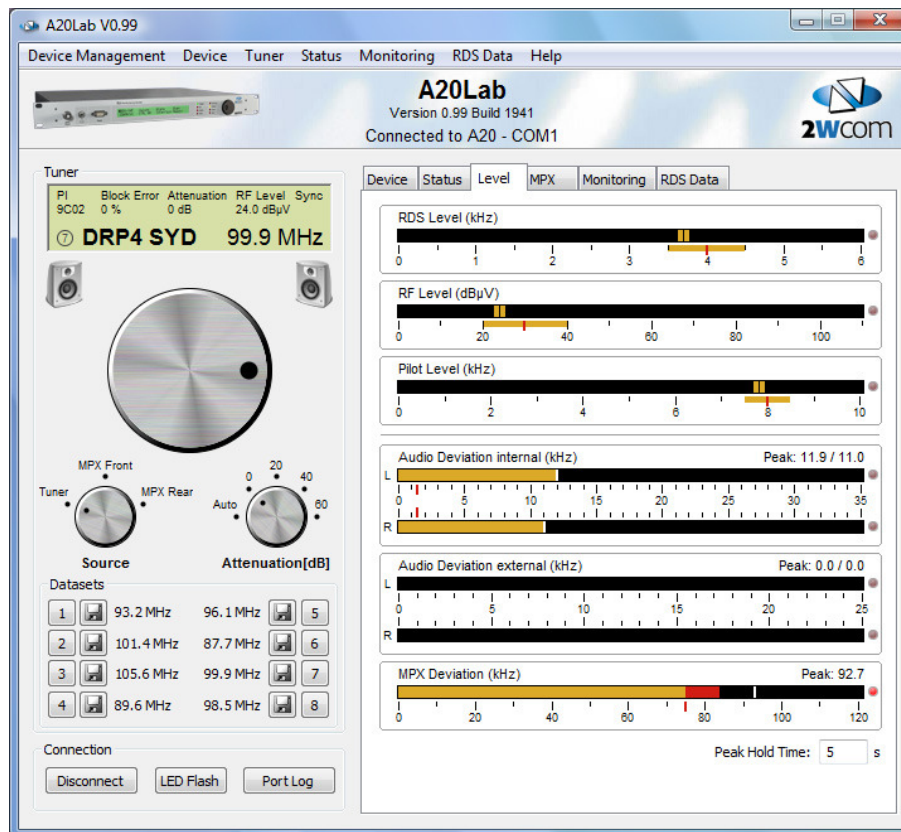 A20Lab V0.99
Device Management Device Tuner Status Monitoring RDS Data Help
A20Lab
Version 0.99 Build 1941
Connected to A20 - COM1
2wcom
Tuner
PI Block Error Attenuation RF Level Sync
9C02 0 % 0 dB 24.0 dBµV
7 DRP4 SYD 99.9 MHz
MPX Front
Tuner
MPX Rear
Source
Auto 0 20 40 60
Attenuation[dB]
Datasets
1 93.2 MHz 96.1 MHz 5
2 101.4 MHz 87.7 MHz 6
3 105.6 MHz 99.9 MHz 7
4 89.6 MHz 98.5 MHz 8
Connection
Disconnect LED Flash Port Log
Device Status Level MPX Monitoring RDS Data
RDS Level (kHz)
0 1 2 3 4 5 6
RF Level (dBµV)
0 20 40 60 80 100
Pilot Level (kHz)
0 2 4 6 8 10
Audio Deviation internal (kHz) Peak: 11.9 / 11.0
L
0 5 10 15 20 25 30 35
R
Audio Deviation external (kHz) Peak: 0.0 / 0.0
L
0 5 10 15 20 25
R
MPX Deviation (kHz) Peak: 92.7
0 20 40 60 80 100 120
Peak Hold Time: 5 s